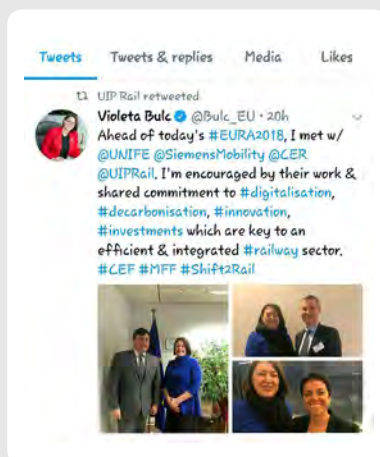 Tweets Tweets & replies Media Likes
UIP Rail retweeted
Violeta Bulc @Bulc_EU · 20h
Ahead of today's #EURA2018, I met w/
@UNIFE @SiemensMobility @CER
@UIPRail. I'm encouraged by their work &
shared commitment to #digitalisation,
#decarbonisation, #innovation,
#investments which are key to an
efficient & integrated #railway sector.
#CEF #MFF #Shift2Rail